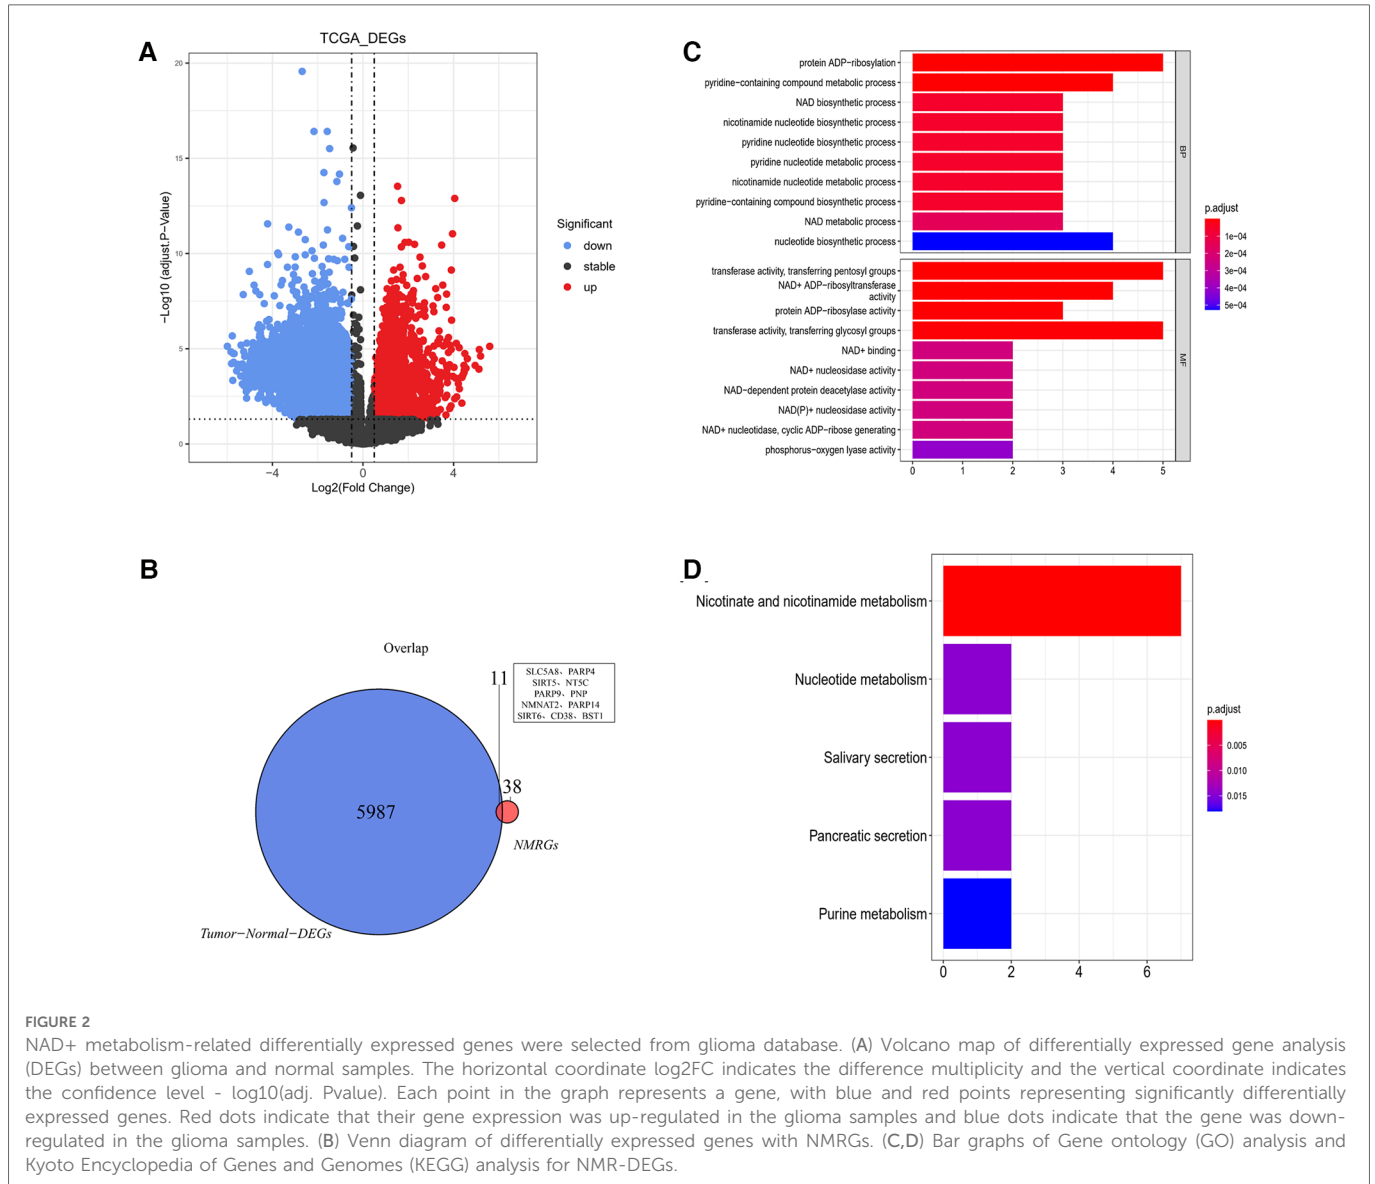 A
TCGA_DEGs
20
15
10
5
0
−Log10 (adjust.P−Value)
−4
0
4
Log2(Fold Change)
Significant
down
stable
up
C
protein ADP−ribosylation
pyridine−containing compound metabolic process
NAD biosynthetic process
nicotinamide nucleotide biosynthetic process
pyridine nucleotide biosynthetic process
pyridine nucleotide metabolic process
nicotinamide nucleotide metabolic process
pyridine−containing compound biosynthetic process
NAD metabolic process
nucleotide biosynthetic process
BP
transferase activity, transferring pentosyl groups
NAD+ ADP−ribosyltransferase
activity
protein ADP−ribosylase activity
transferase activity, transferring glycosyl groups
NAD+ binding
NAD+ nucleosidase activity
NAD−dependent protein deacetylase activity
NAD(P)+ nucleosidase activity
NAD+ nucleotidase, cyclic ADP−ribose generating
phosphorus−oxygen lyase activity
MF
0
1
2
3
4
5
p.adjust
1e−04
2e−04
3e−04
4e−04
5e−04
B
Overlap
11
SLC5A8、PARP4
SIRT5、NT5C
PARP9、PNP
NMNAT2、PARP14
SIRT6、CD38、BST1
38
5987
NMRGs
Tumor−Normal−DEGs
D
Nicotinate and nicotinamide metabolism
Nucleotide metabolism
Salivary secretion
Pancreatic secretion
Purine metabolism
0
2
4
6
p.adjust
0.005
0.010
0.015
FIGURE 2
NAD+ metabolism-related differentially expressed genes were selected from glioma database. (A) Volcano map of differentially expressed gene analysis
(DEGs) between glioma and normal samples. The horizontal coordinate log2FC indicates the difference multiplicity and the vertical coordinate indicates
the confidence level - log10(adj. Pvalue). Each point in the graph represents a gene, with blue and red points representing significantly differentially
expressed genes. Red dots indicate that their gene expression was up-regulated in the glioma samples and blue dots indicate that the gene was down-
regulated in the glioma samples. (B) Venn diagram of differentially expressed genes with NMRGs. (C,D) Bar graphs of Gene ontology (GO) analysis and
Kyoto Encyclopedia of Genes and Genomes (KEGG) analysis for NMR-DEGs.